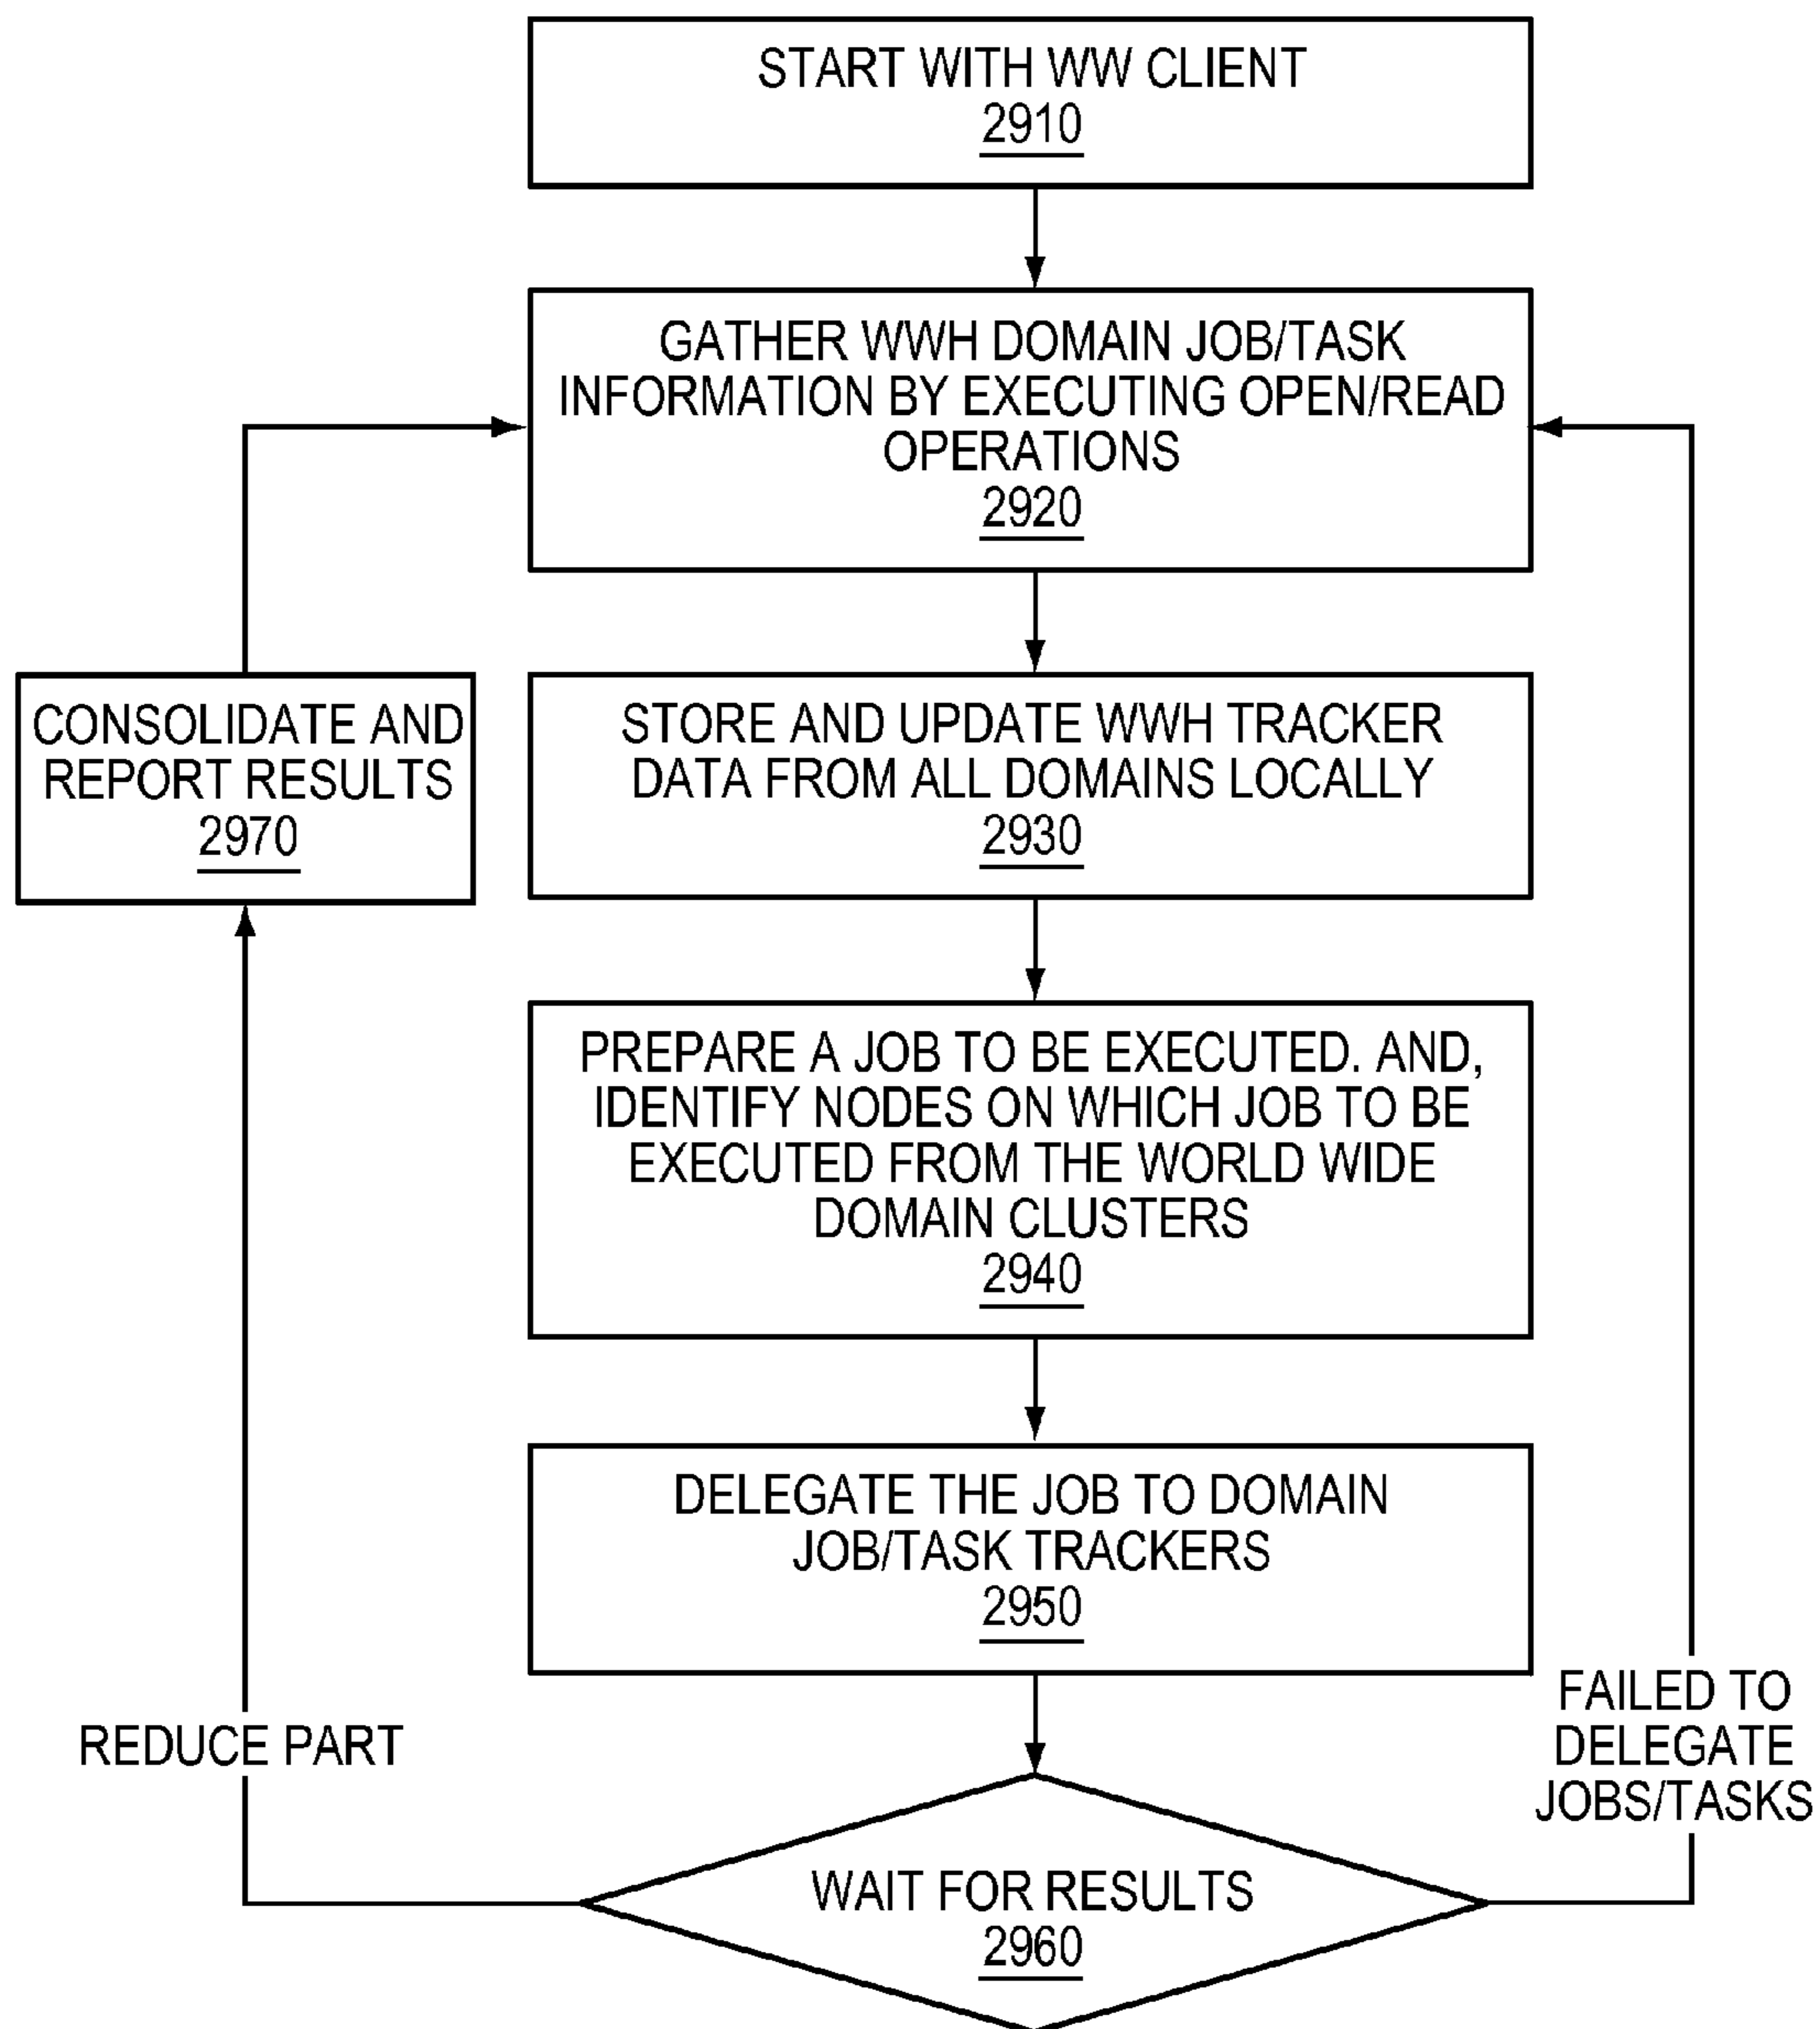 START WITH WW CLIENT
2910
GATHER WWH DOMAIN JOB/TASK
INFORMATION BY EXECUTING OPEN/READ
OPERATIONS
2920
CONSOLIDATE AND
REPORT RESULTS
2970
STORE AND UPDATE WWH TRACKER
DATA FROM ALL DOMAINS LOCALLY
2930
PREPARE A JOB TO BE EXECUTED. AND,
IDENTIFY NODES ON WHICH JOB TO BE
EXECUTED FROM THE WORLD WIDE
DOMAIN CLUSTERS
2940
DELEGATE THE JOB TO DOMAIN
JOB/TASK TRACKERS
2950
REDUCE PART
FAILED TO
DELEGATE
JOBS/TASKS
WAIT FOR RESULTS
2960